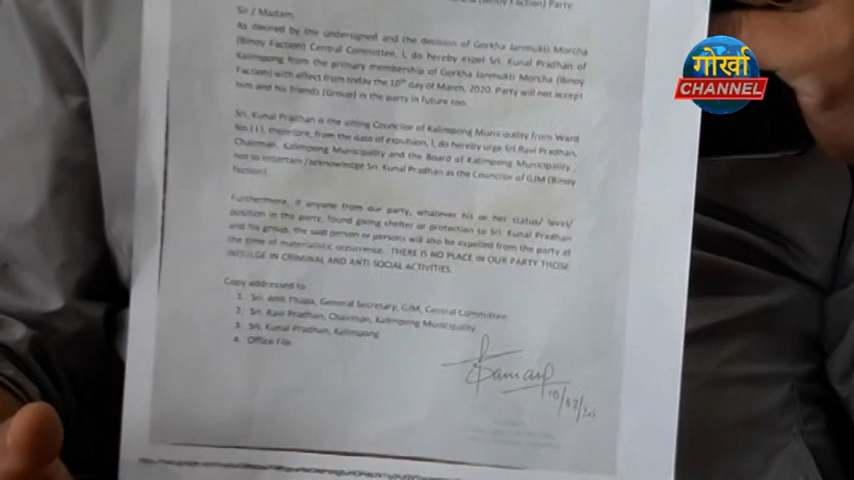 (Binoy Faction) Party.
Sir / Madam,
As desired by the undersigned and the decision of Gorkha Janmukti Morcha
(Binoy Faction) Central Committee, I, do hereby expel Sri. Kunal Pradhan of
Kalimpong from the primary membership of Gorkha Janmukti Morcha (Binoy
Faction) with effect from today the 10th day of March, 2020. Party will not accept
him and his friends (Group) in the party in future too.
Sri. Kunal Pradhan is the sitting Councilor of Kalimpong Municipality from Ward
No.(1), therefore, from the date of expulsion, I, do hereby urge Sri Ravi Pradhan,
Chairman, Kalimpong Municipality and the Board of Kalimpong Municipality,
not to entertain /acknowledge Sri. Kunal Pradhan as the Councilor of GJM (Binoy
faction).
Furthermore, if anyone from our party, whatever his or her status/ level/
position in the party, found giving shelter or protection to Sri. Kunal Pradhan
and his group, the said person or persons will also be expelled from the party at
the time of materialistic occurrence. THERE IS NO PLACE IN OUR PARTY THOSE
INDULGE IN CRIMINAL AND ANTI SOCIAL ACTIVITIES.
Copy addressed to
1. Sri. Amit Thapa, General Secretary, GJM, Central Committee
2. Sri. Ravi Pradhan, Chairman, Kalimpong Municipality
3. Sri. Kunal Pradhan, Kalimpong
4. Office File
गोर्खा
CHANNEL